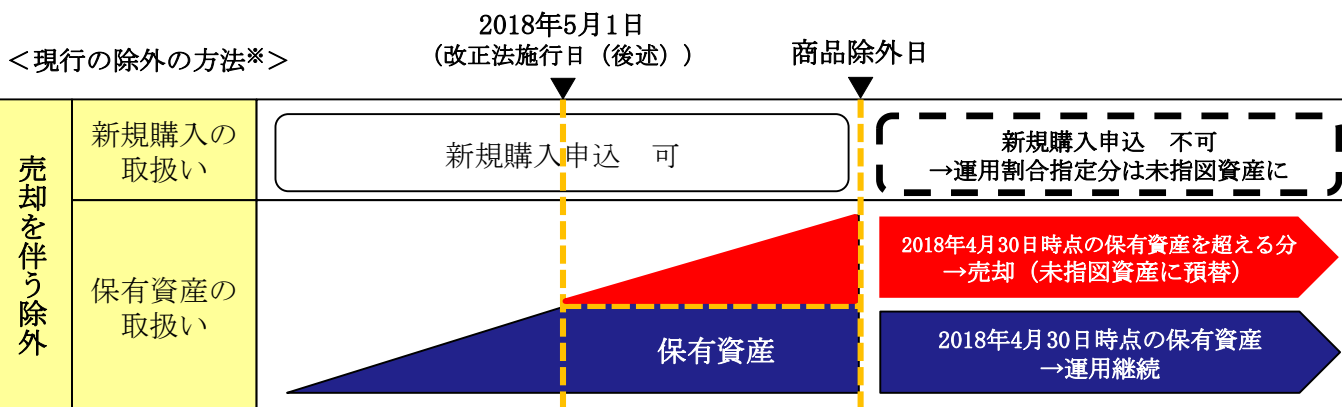 ＜現行の除外の方法※＞
2018年5月1日
（改正法施行日（後述））
商品除外日
売却を伴う除外
新規購入の
取扱い
新規購入申込　可
新規購入申込　不可
→運用割合指定分は未指図資産に
保有資産の
取扱い
保有資産
2018年4月30日時点の保有資産を超える分
→売却（未指図資産に預替）
2018年4月30日時点の保有資産
→運用継続